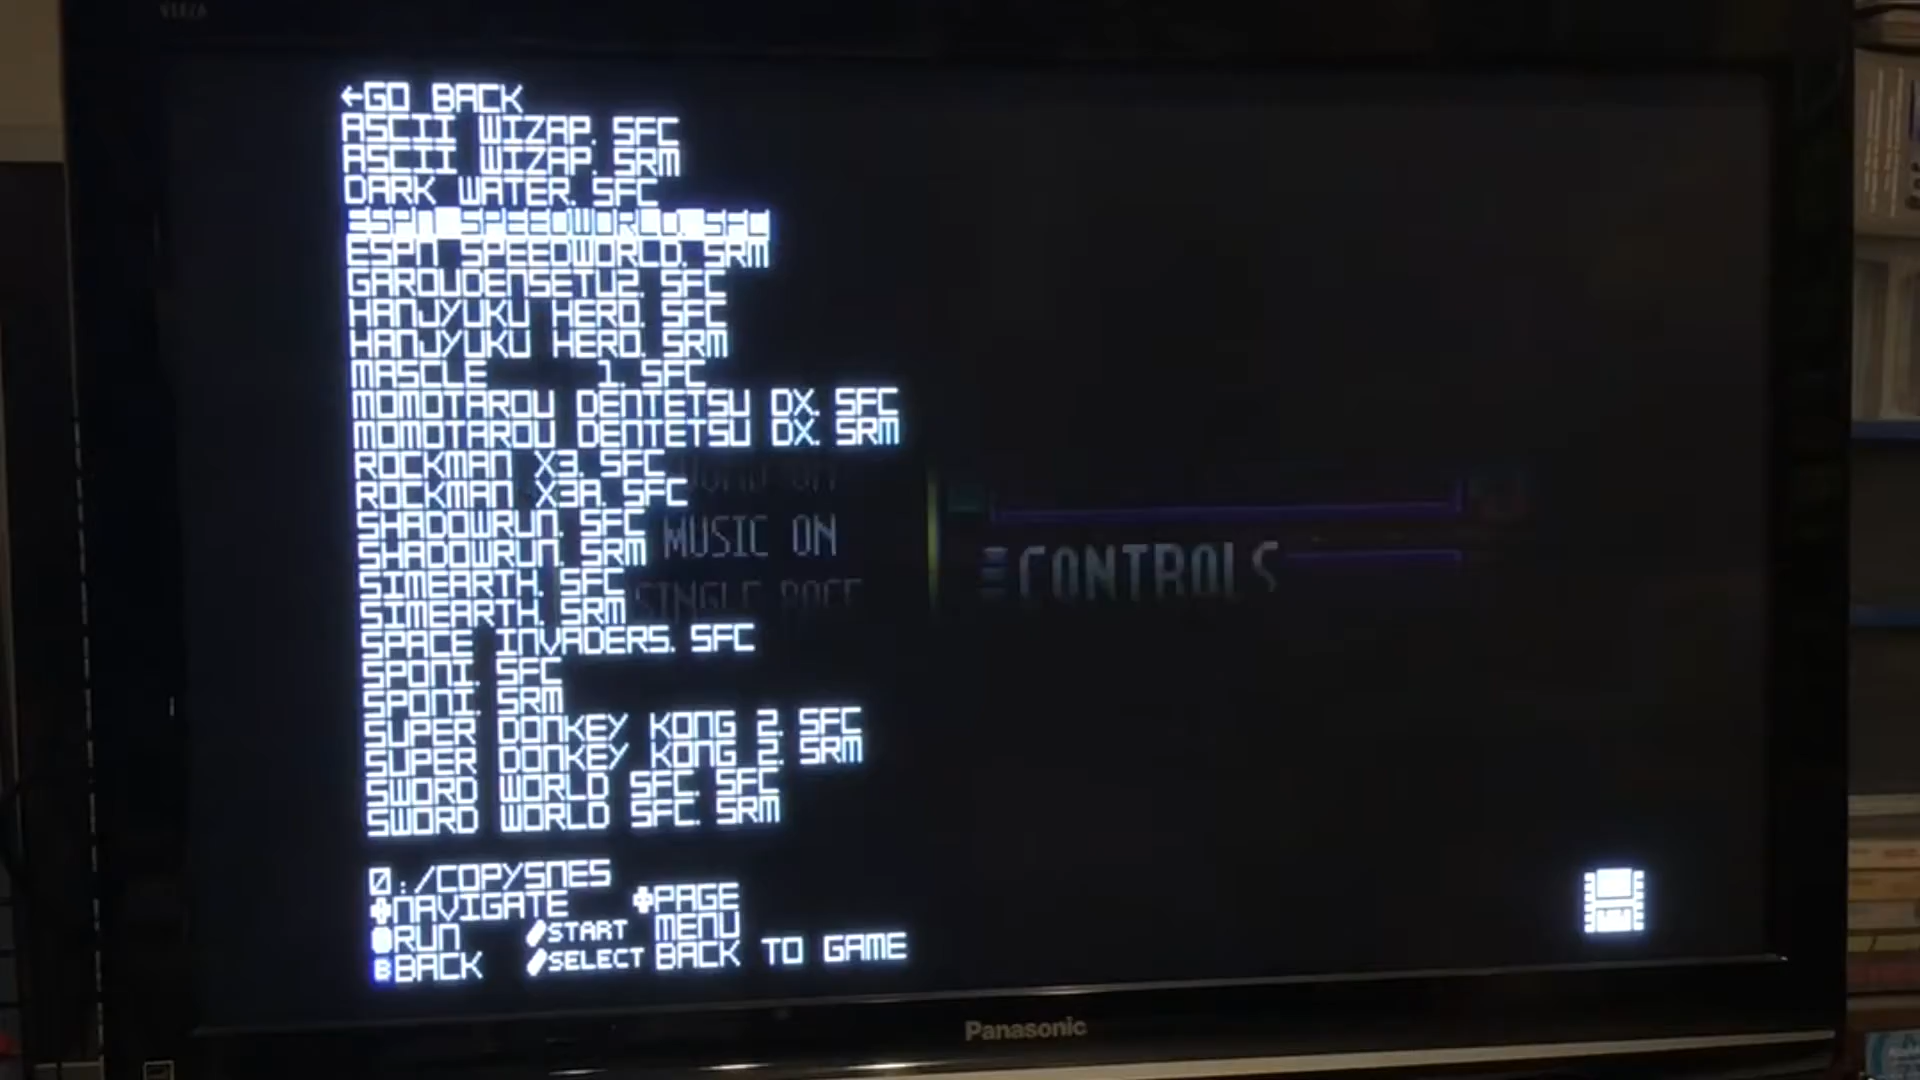 VIERA
←GO BACK
ASCII WIZAP.SFC
ASCII WIZAP.SRM
DARK WATER.SFC
ESPN SPEEDWORLD.SFC
ESPN SPEEDWORLD.SRM
GAROUDENSETU2.SFC
HANJYUKU HERO.SFC
HANJYUKU HERO.SRM
MASCLE 1.SFC
MOMOTAROU DENTETSU DX.SFC
MOMOTAROU DENTETSU DX.SRM
ROCKMAN X3.SFC
ROCKMAN X3A.SFC
SHADOWRUN.SFC
SHADOWRUN.SRM
SIMEARTH.SFC
SIMEARTH.SRM
SPACE INVADERS.SFC
SPONI.SFC
SPONI.SRM
SUPER DONKEY KONG 2.SFC
SUPER DONKEY KONG 2.SRM
SWORD WORLD SFC.SFC
SWORD WORLD SFC.SRM
MUSIC ON
SINGLE RACE
CONTROLS
0:/COPYSNES
NAVIGATE PAGE
RUN START MENU
B BACK SELECT BACK TO GAME
Panasonic